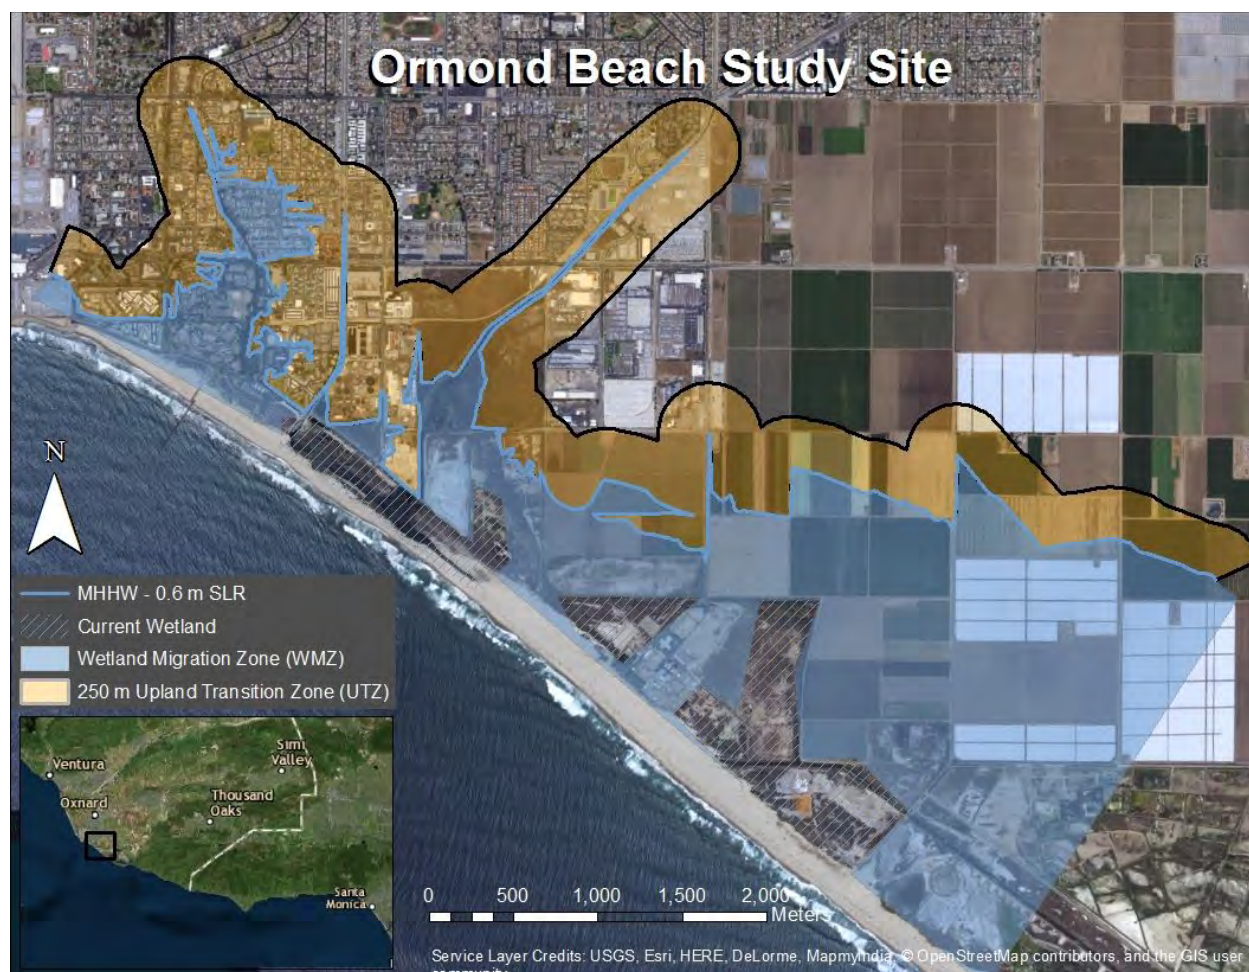 Ormond Beach Study Site
N
MHHW - 0.6 m SLR
Current Wetland
Wetland Migration Zone (WMZ)
250 m Upland Transition Zone (UTZ)
Simi
Valley
Ventura
Oxnard
Thousand
Oaks
Santa
Monica
0 500 1,000 1,500 2,000
Meters
Service Layer Credits: USGS, Esri, HERE, DeLorme, MapmyIndia, © OpenStreetMap contributors, and the GIS user
community